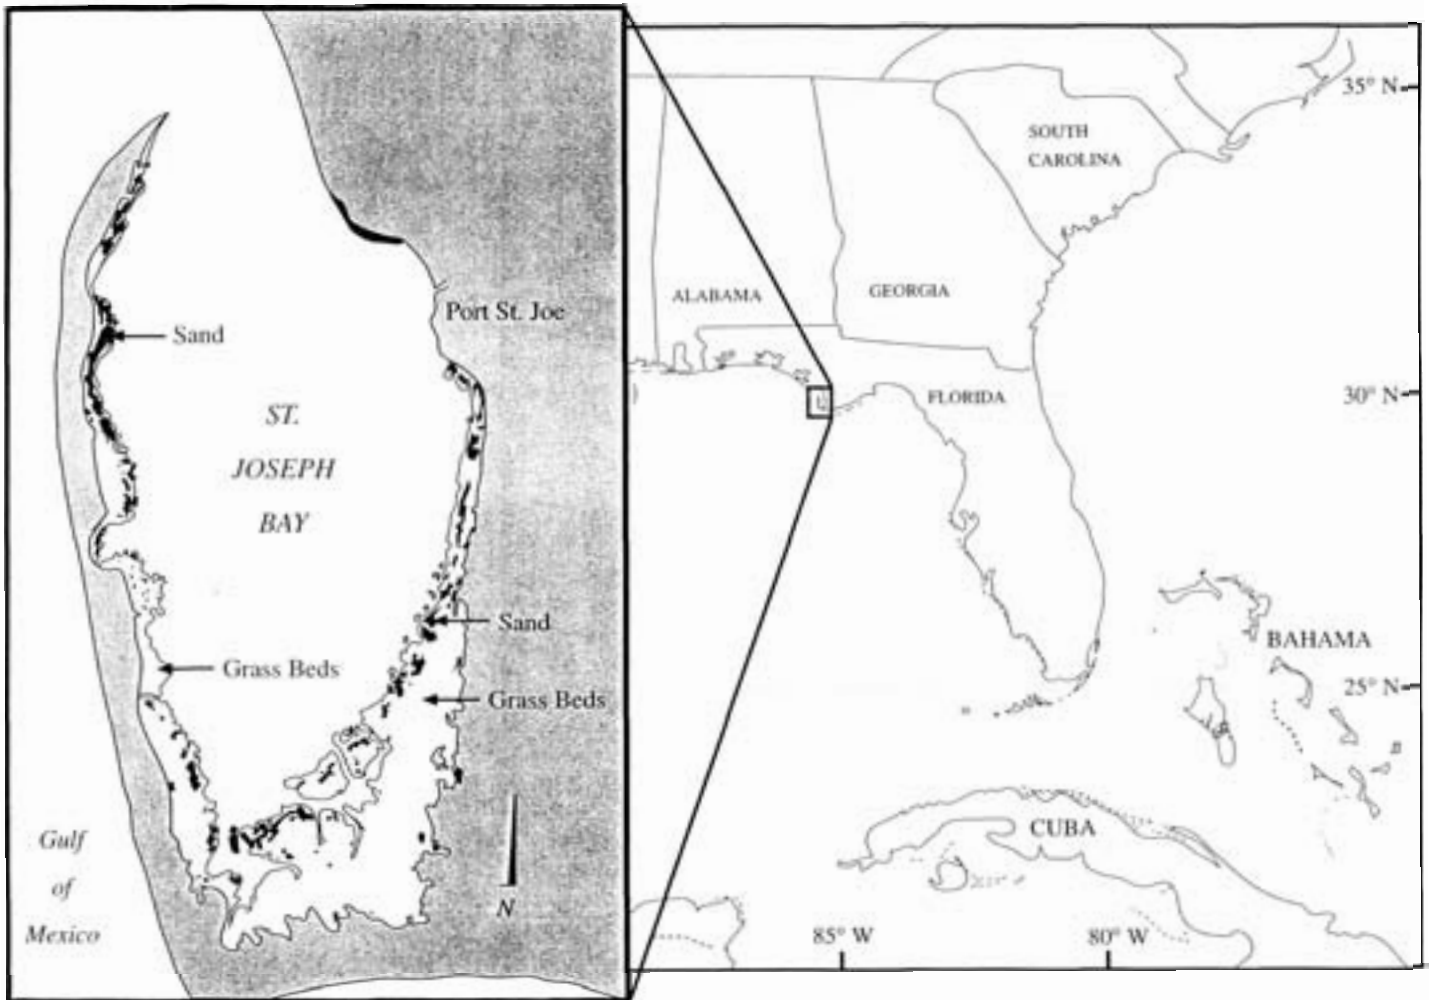 Port St. Joe
Sand
ST.
JOSEPH
BAY
Sand
Grass Beds
Grass Beds
Gulf
of
Mexico
N
35° N
SOUTH
CAROLINA
ALABAMA
GEORGIA
30° N
FLORIDA
BAHAMA
25° N
CUBA
85° W
80° W